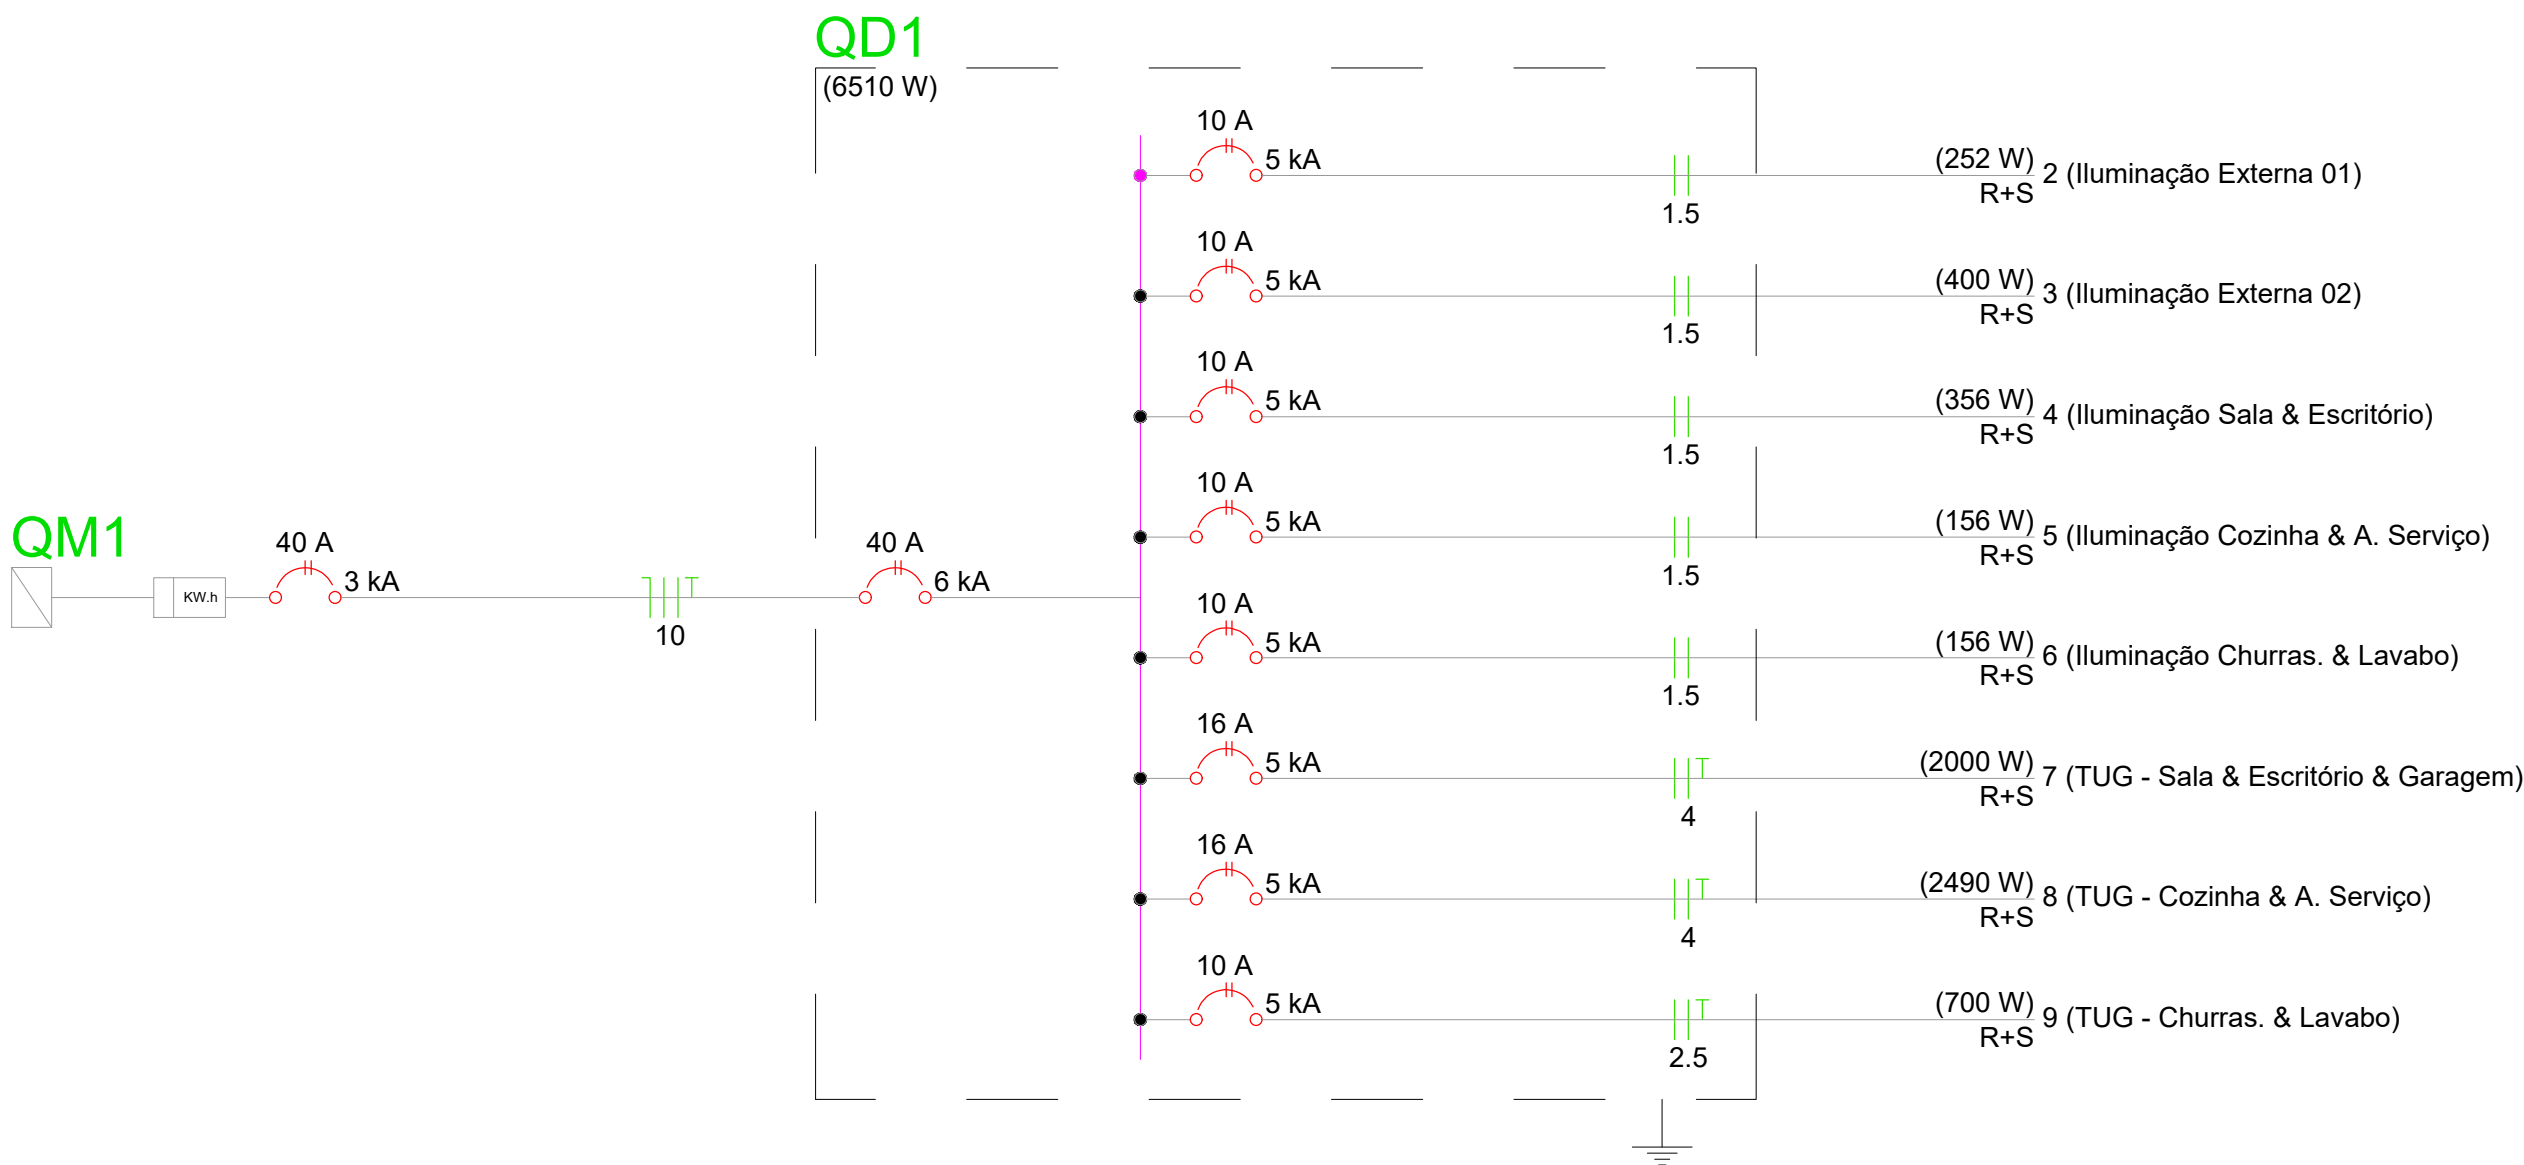 QD1
(6510 W)
10 A
5 kA
1.5
(252 W)
R+S
2 (Iluminação Externa 01)
10 A
5 kA
1.5
(400 W)
R+S
3 (Iluminação Externa 02)
10 A
5 kA
1.5
(356 W)
R+S
4 (Iluminação Sala & Escritório)
10 A
5 kA
1.5
(156 W)
R+S
5 (Iluminação Cozinha & A. Serviço)
QM1
KW.h
40 A
3 kA
10
40 A
6 kA
10 A
5 kA
1.5
(156 W)
R+S
6 (Iluminação Churras. & Lavabo)
16 A
5 kA
4
(2000 W)
R+S
7 (TUG - Sala & Escritório & Garagem)
16 A
5 kA
4
(2490 W)
R+S
8 (TUG - Cozinha & A. Serviço)
10 A
5 kA
2.5
(700 W)
R+S
9 (TUG - Churras. & Lavabo)